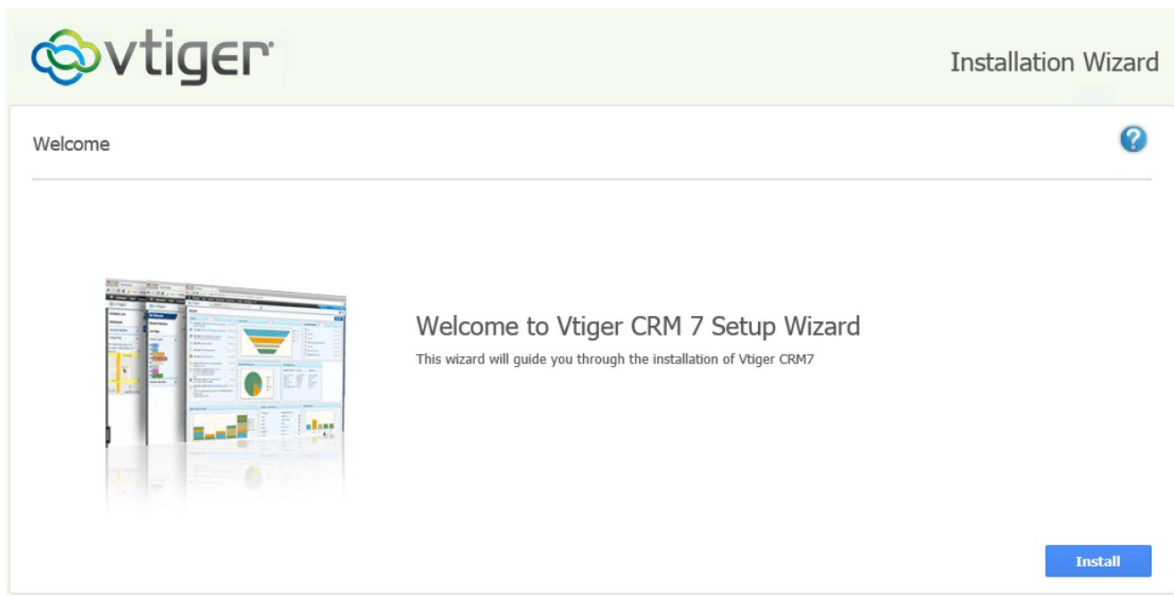 vtiger
Installation Wizard
Welcome
Welcome to Vtiger CRM 7 Setup Wizard
This wizard will guide you through the installation of Vtiger CRM7
Install